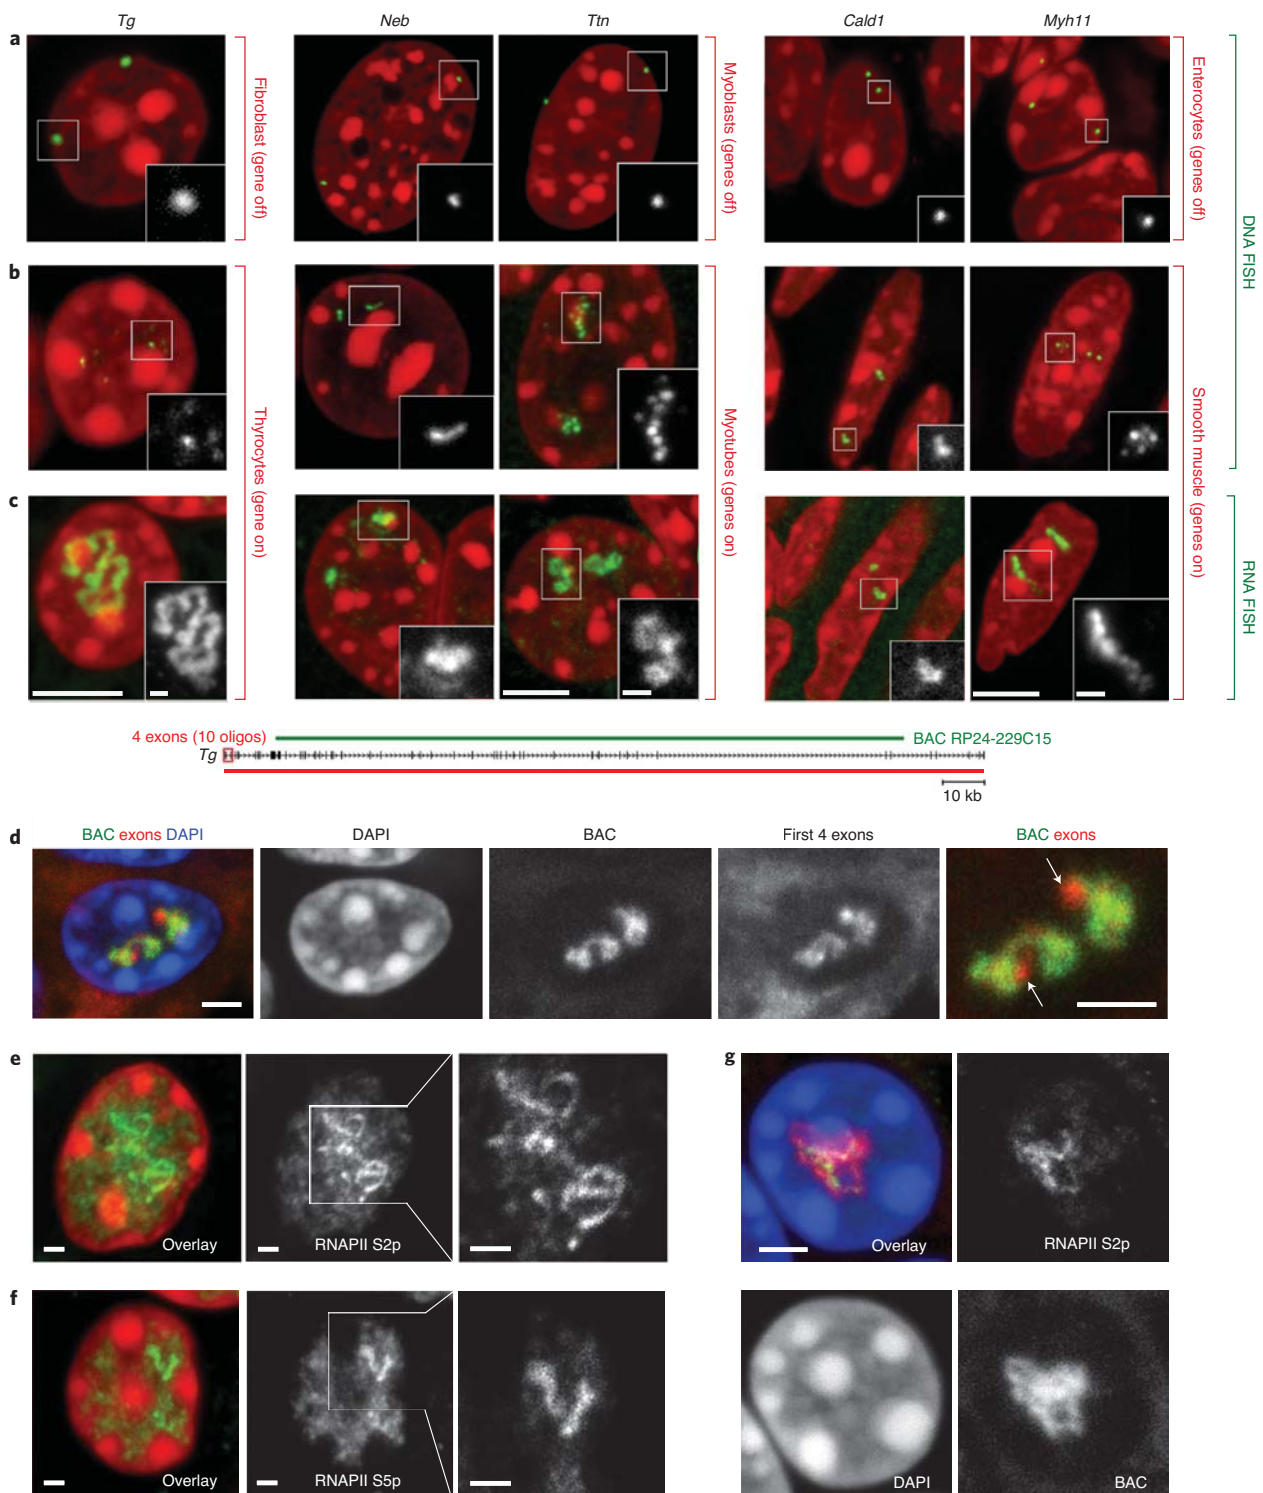 Tg
Neb
Ttn
Cald1
Myh11
a
Fibroblast (gene off)
Myoblasts (genes off)
Enterocytes (genes off)
DNA FISH
b
Thyrocytes (gene on)
Myotubes (genes on)
Smooth muscle (genes on)
c
RNA FISH
4 exons (10 oligos)
BAC RP24-229C15
Tg
10 kb
d
BAC exons DAPI
DAPI
BAC
First 4 exons
BAC exons
e
Overlay
RNAPII S2p
g
Overlay
RNAPII S2p
f
Overlay
RNAPII S5p
DAPI
BAC